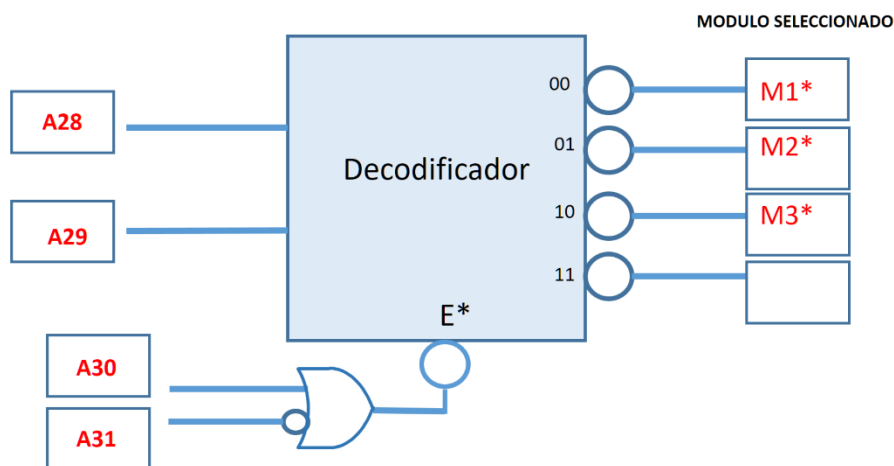 MODULO SELECCIONADO
00
M1*
A28
01
M2*
Decodificador
A29
10
M3*
11
E*
A30
A31